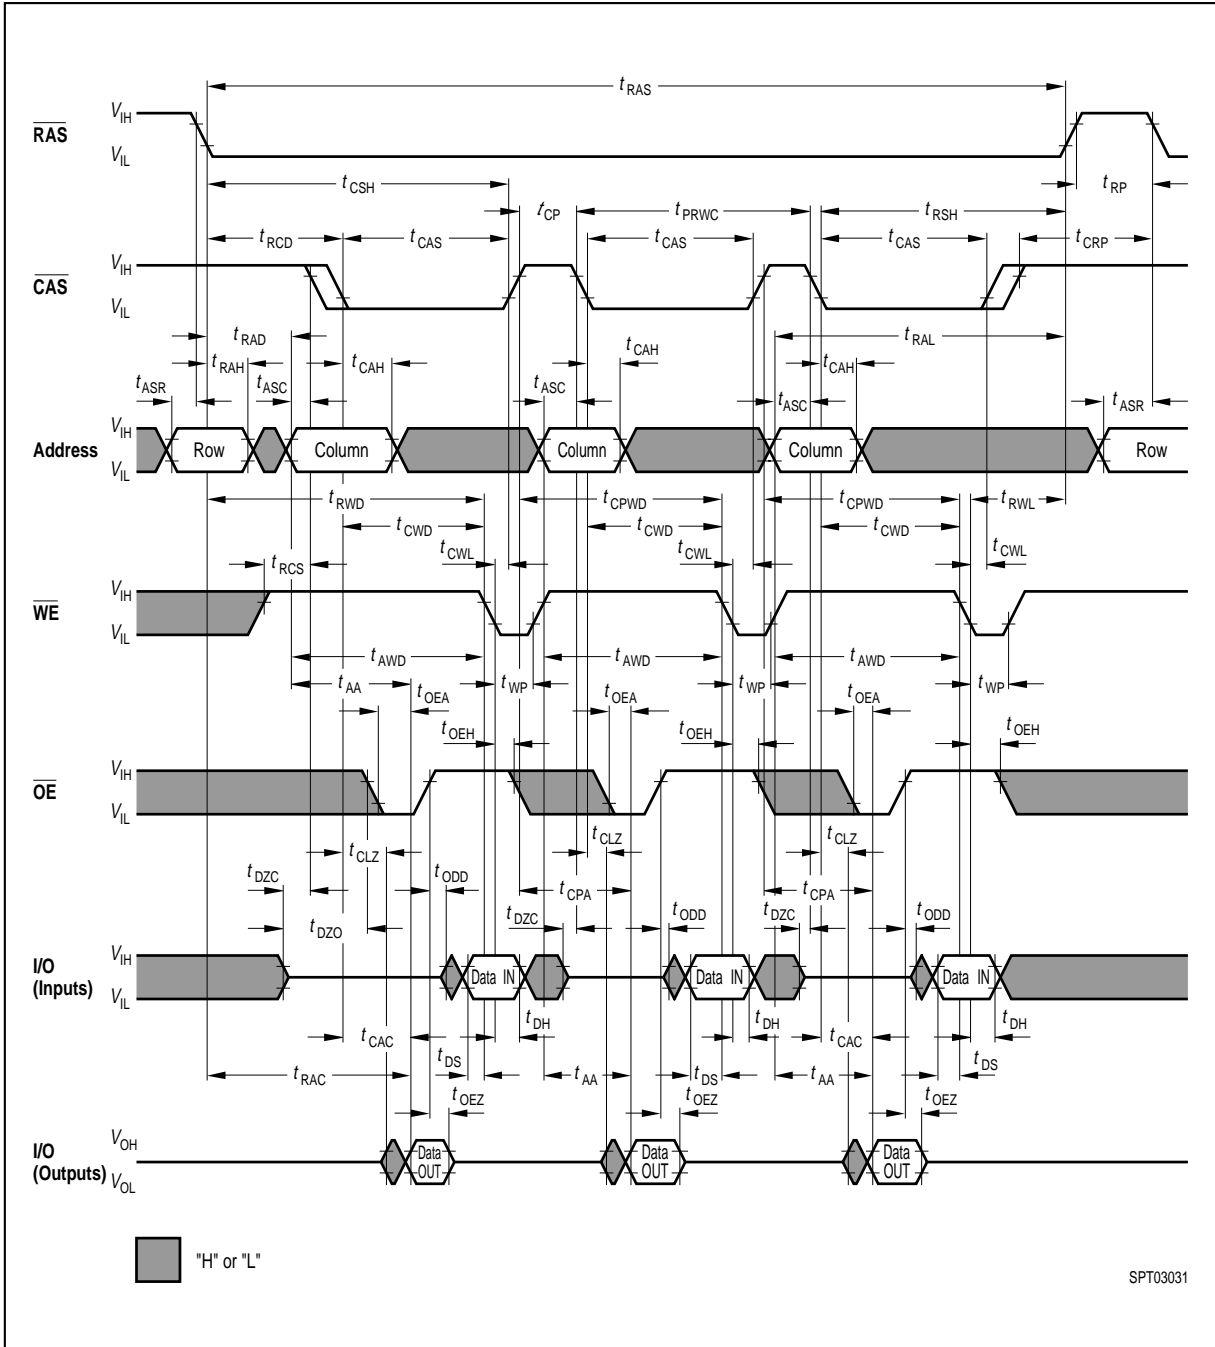 tRAS
RAS
VIH
VIL
tCSH
tRP
tCP
tPRWC
tRSH
tRCD
tCAS
tCAS
tCAS
tCRP
CAS
VIH
VIL
tRAD
tRAL
tRAH
tCAH
tCAH
tCAH
tASR
tASC
tASC
tASC
tASR
Address
VIH
VIL
Row
Column
Column
Column
Row
tRWD
tCPWD
tCPWD
tRWL
tCWD
tCWD
tCWD
tCWL
tCWL
tCWL
tRCS
WE
VIH
VIL
tAWD
tAWD
tAWD
tAA
tWP
tWP
tWP
tOEA
tOEA
tOEA
tOEH
tOEH
tOEH
OE
VIH
VIL
tCLZ
tCLZ
tCLZ
tDZC
tODD
tCPA
tDZC
tODD
tDZC
tCPA
tODD
tDZO
I/O
(Inputs)
VIH
VIL
Data IN
Data IN
Data IN
tCAC
tDH
tDH
tCAC
tDH
tRAC
tDS
tAA
tDS
tAA
tDS
tOEZ
tOEZ
tOEZ
I/O
(Outputs)
VOH
VOL
Data
OUT
Data
OUT
Data
OUT
"H" or "L"
SPT03031